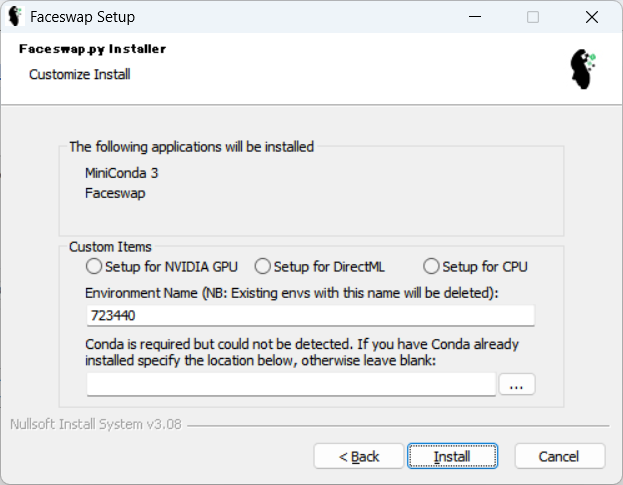 Faceswap Setup
Faceswap.py Installer
Customize Install
The following applications will be installed
MiniConda 3
Faceswap
Custom Items
Setup for NVIDIA GPU Setup for DirectML Setup for CPU
Environment Name (NB: Existing envs with this name will be deleted):
723440
Conda is required but could not be detected. If you have Conda already
installed specify the location below, otherwise leave blank:
...
Nullsoft Install System v3.08
< Back Install Cancel